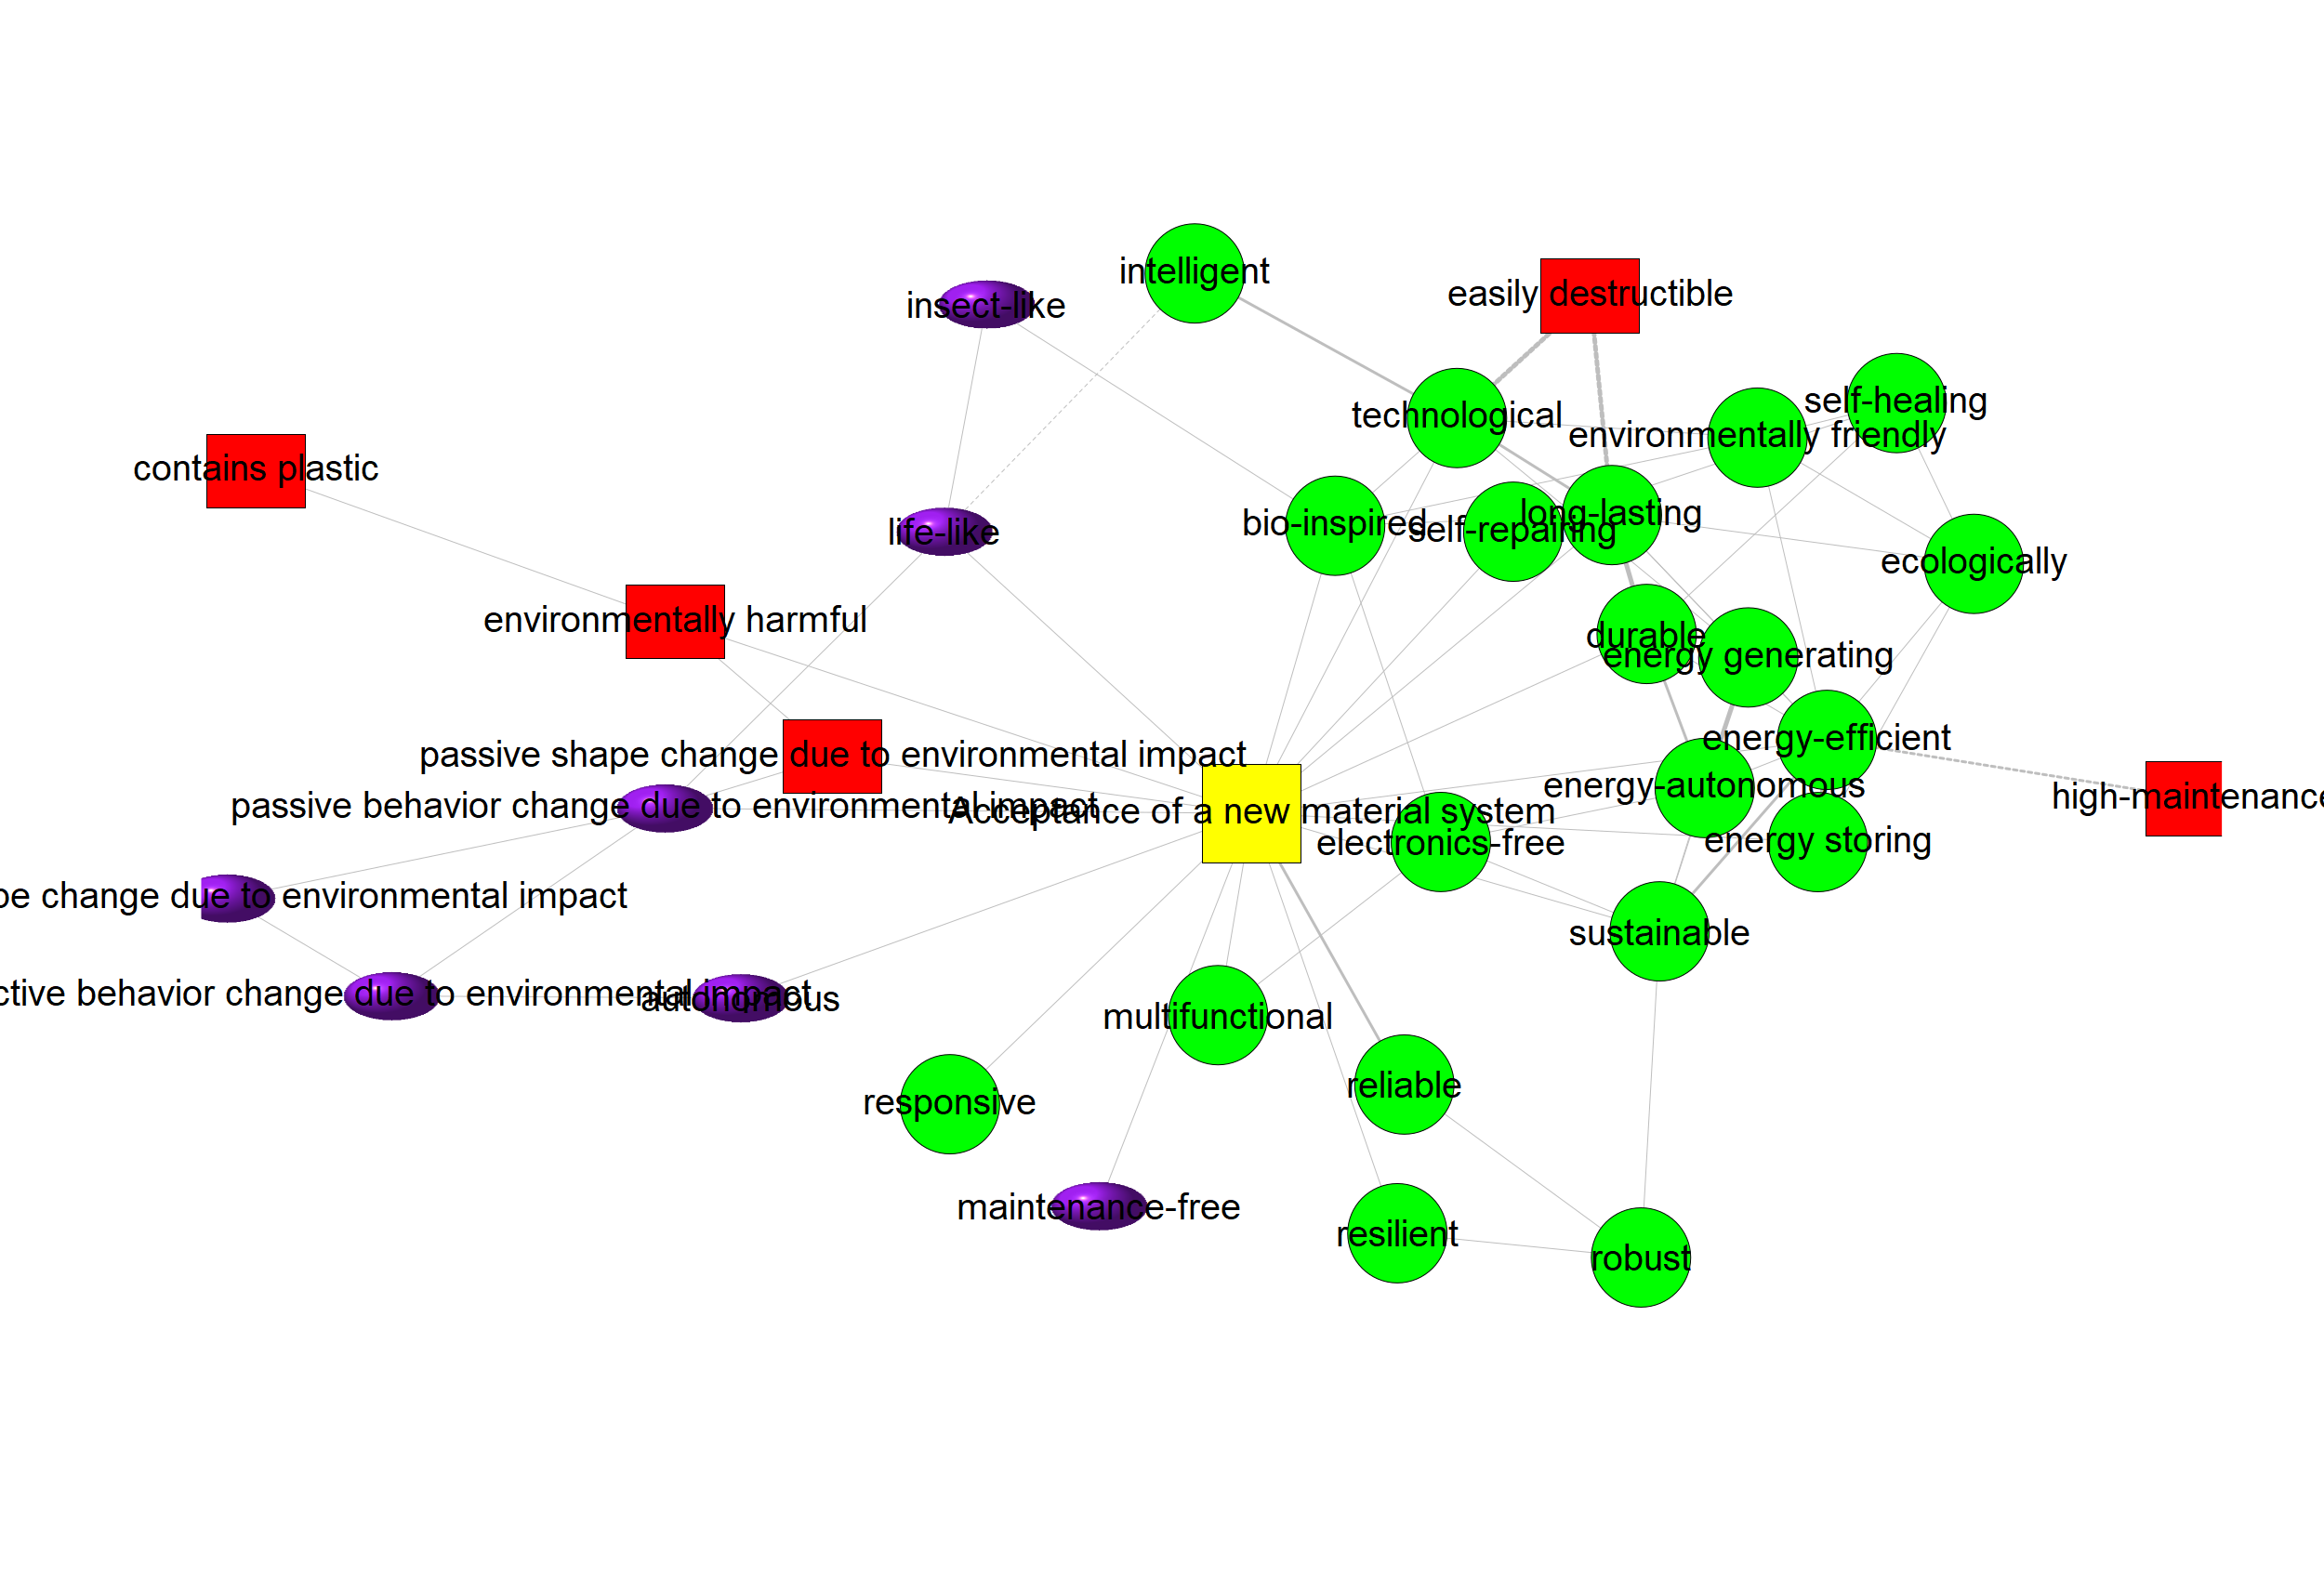 intelligent
easily destructible
insect-like
self-healing
technological
environmentally friendly
contains plastic
long-lasting
bio-inspired
self-repairing
life-like
ecologically
environmentally harmful
durable
energy generating
energy-efficient
passive shape change due to environmental impact
energy-autonomous
high-maintenance
passive behavior change due to environmental impact
Acceptance of a new material system
electronics-free
energy storing
pe change due to environmental impact
sustainable
ctive behavior change due to environmental impact
autonomous
multifunctional
reliable
responsive
maintenance-free
resilient
robust